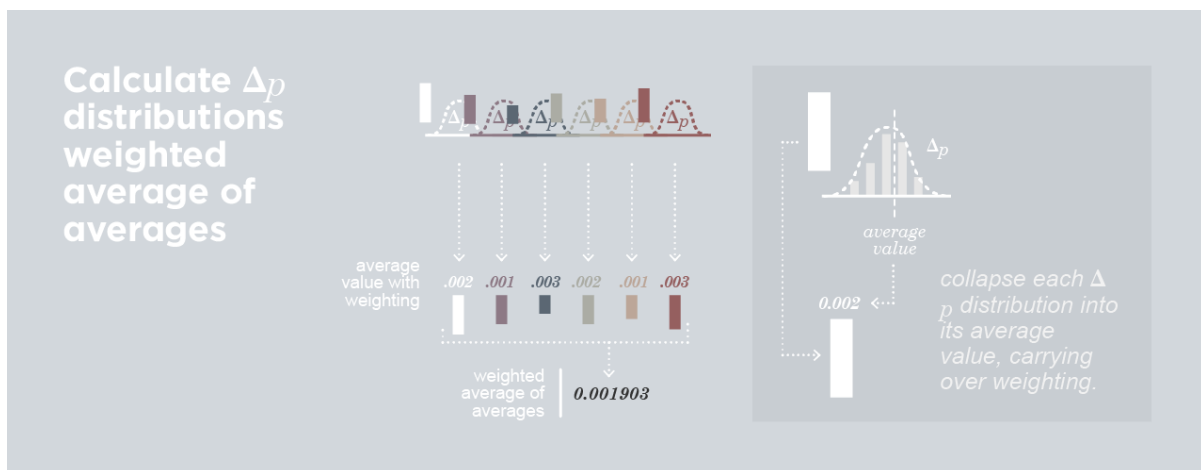 Calculate Δp
distributions
weighted
average of
averages
Δp Δp Δp Δp Δp Δp
average
value with
weighting
.002 .001 .003 .002 .001 .003
weighted
average of
averages
0.001903
Δp
average
value
0.002
collapse each Δ
p distribution into
its average
value, carrying
over weighting.